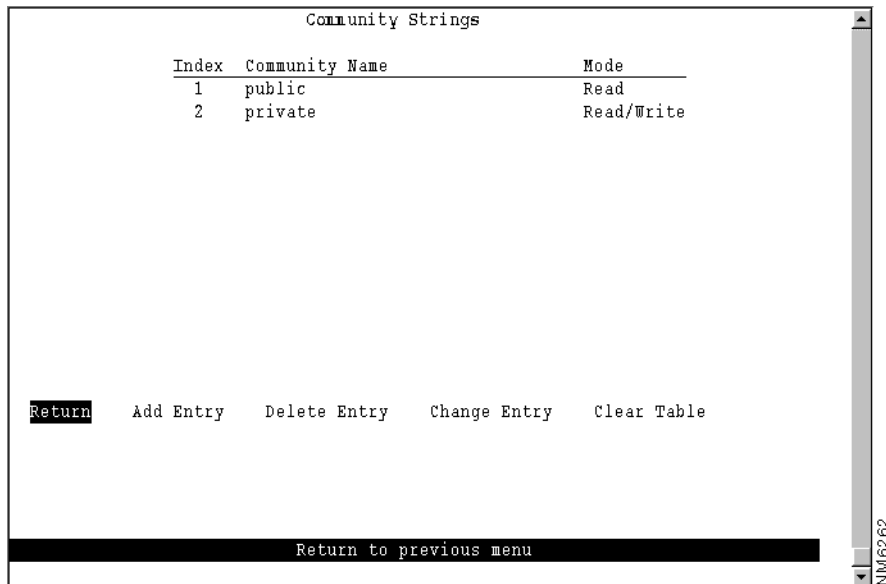 Community Strings
Index Community Name Mode
1 public Read
2 private Read/Write
Return Add Entry Delete Entry Change Entry Clear Table
Return to previous menu
NM6262